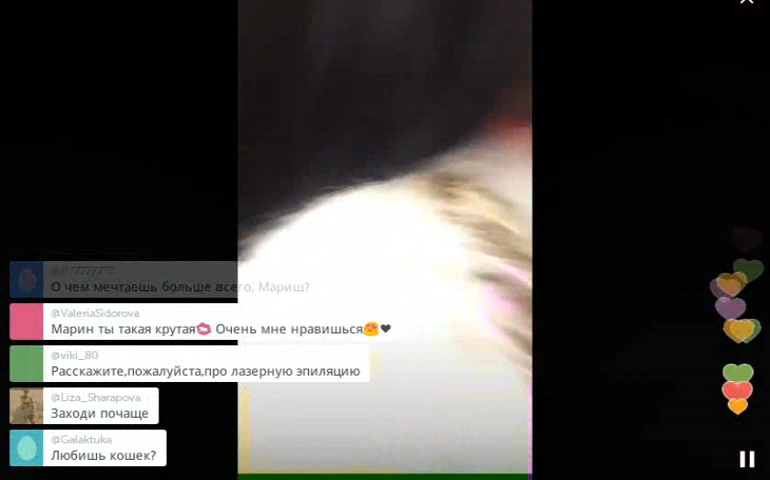 О чем мечтаешь больше всего, Мариш?
@ValeriaSidorova
Марин ты такая крутая💋 Очень мне нравишься😍❤
@viki_80
Расскажите,пожалуйста,про лазерную эпиляцию
@Liza_Sharapova
Заходи почаще
@Galaktuka
Любишь кошек?